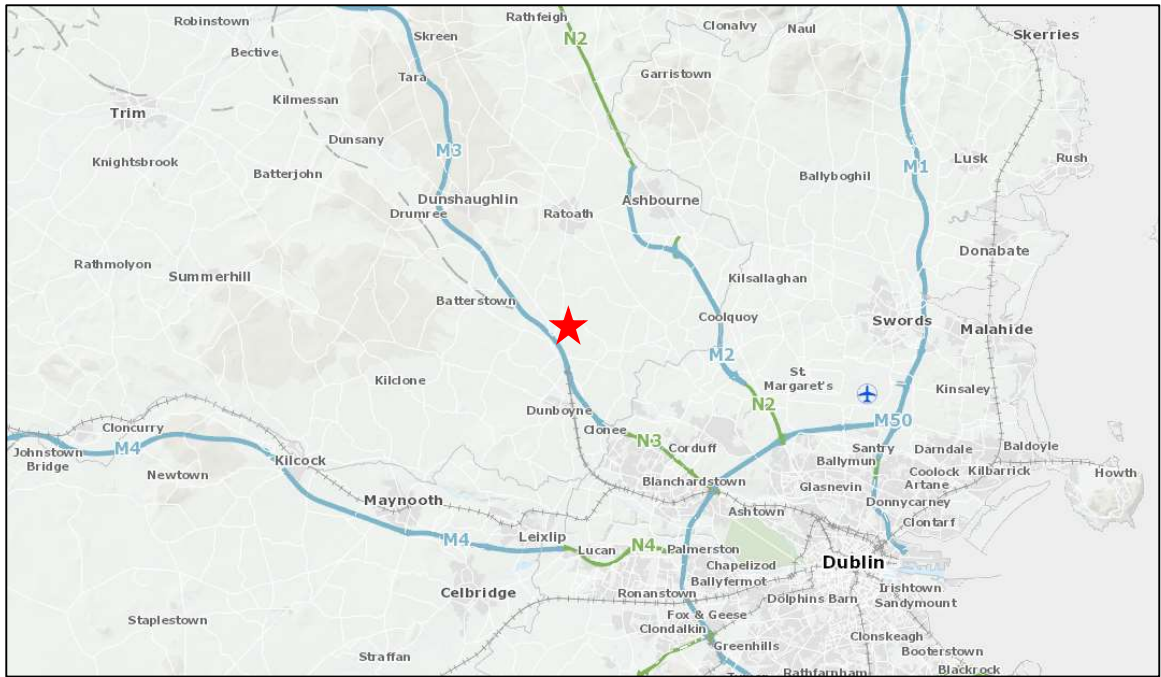 Robinstown
Rathfeigh
Clonalvy
Naul
Skerries
Skreen
N2
Bective
Tara
Garristown
Kilmessan
Trim
Dunsany
M3
M1
Lusk
Rush
Knightsbrook
Batterjohn
Ballyboghil
Dunshaughlin
Ashbourne
Drumree
Ratoath
Donabate
Rathmolyon
Summerhill
Kilsallaghan
Batterstown
Coolquoy
Swords
Malahide
M2
St.
Margaret's
Kilclone
Kinsaley
Dunboyne
N2
M50
Cloncurry
Clonee
N3
Corduff
Santry
Darndale
Baldoyle
Johnstown
Bridge
M4
Kilcock
Ballymun
Coolock
Kilbarrick
Howth
Newtown
Blanchardstown
Glasnevin
Artane
Maynooth
Ashtown
Donnycarney
Clontarf
M4
Leixlip
Lucan
N4
Palmerston
Dublin
Chapelizod
Celbridge
Ballyfermot
Irishtown
Ronanstown
Dolphins Barn
Sandymount
Staplestown
Fox & Geese
Clondalkin
Clonskeagh
Greenhills
Booterstown
Straffan
Rathfarnham
Blackrock